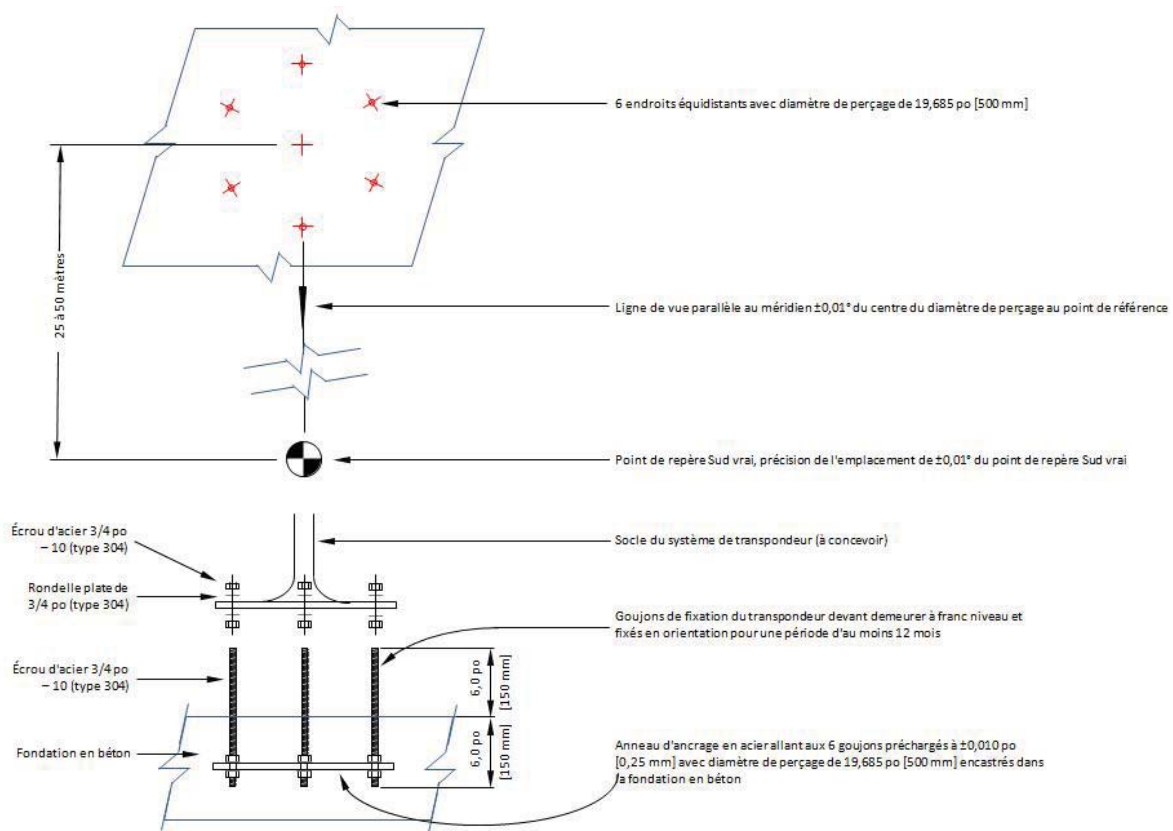 6 endroits équidistants avec diamètre de perçage de 19,685 po [500 mm]
25 à 50 mètres
Ligne de vue parallèle au méridien ±0,01° du centre du diamètre de perçage au point de référence
Point de repère Sud vrai, précision de l'emplacement de ±0,01° du point de repère Sud vrai
Écrou d'acier 3/4 po
– 10 (type 304)
Socle du système de transpondeur (à concevoir)
Rondelle plate de
3/4 po (type 304)
Goujons de fixation du transpondeur devant demeurer à franc niveau et
fixés en orientation pour une période d'au moins 12 mois
Écrou d'acier 3/4 po
– 10 (type 304)
6,0 po
[150 mm]
Fondation en béton
6,0 po
[150 mm]
Anneau d'ancrage en acier allant aux 6 goujons préchargés à ±0,010 po
[0,25 mm] avec diamètre de perçage de 19,685 po [500 mm] encastrés dans
la fondation en béton